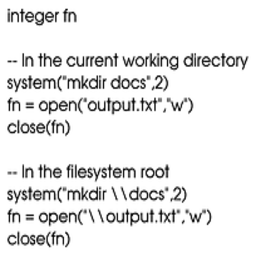 integer fn

-- In the current working directory
system("mkdir docs",2)
fn = open("output.txt","w")
close(fn)

-- In the filesystem root
system("mkdir \\docs",2)
fn = open("\\output.txt","w")
close(fn)